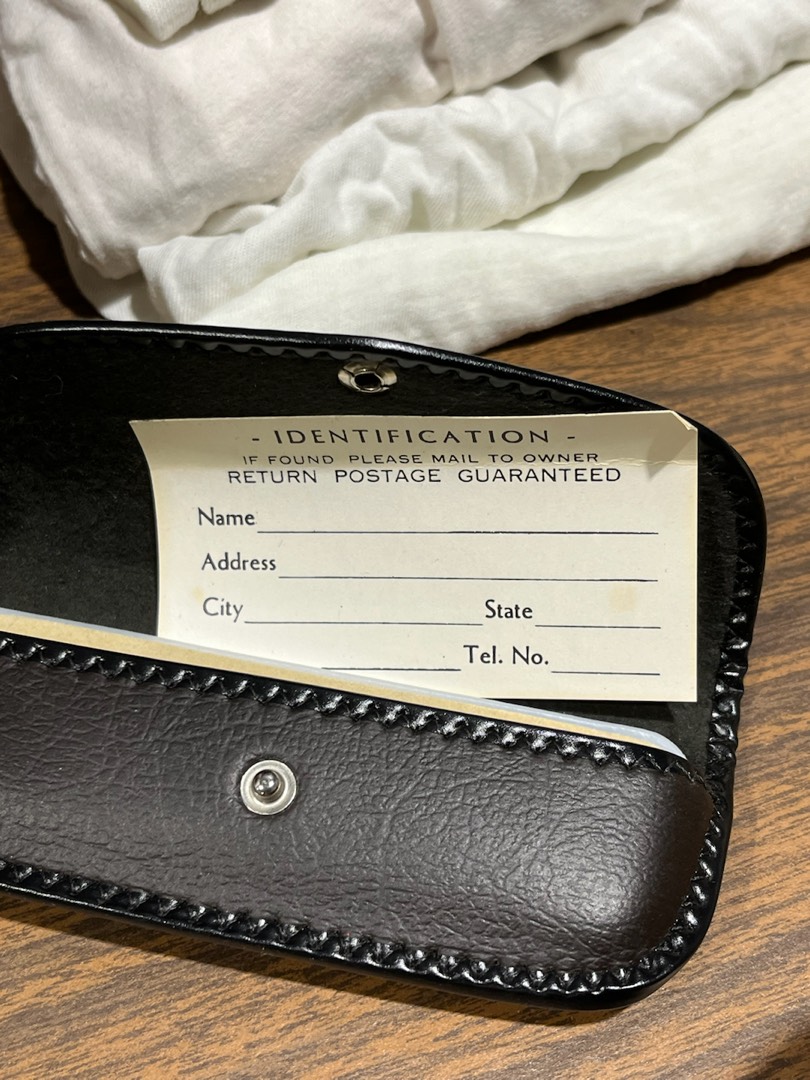 - IDENTIFICATION -
IF FOUND PLEASE MAIL TO OWNER
RETURN POSTAGE GUARANTEED
Name
Address
City State
Tel. No.